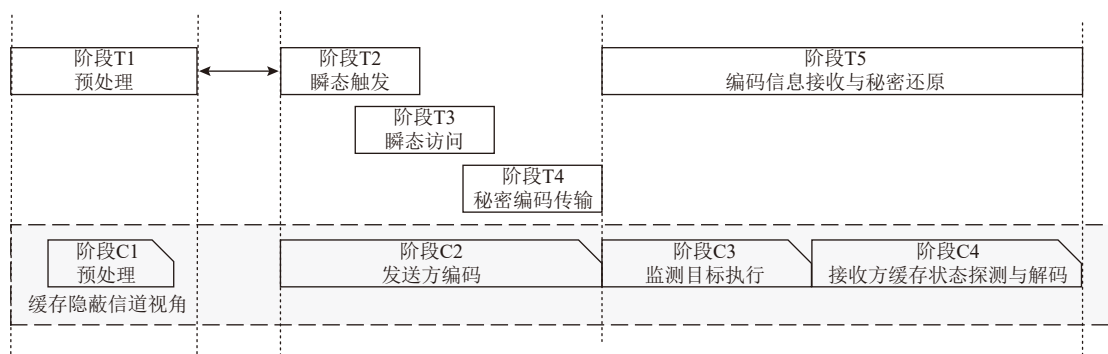 阶段T1
预处理
阶段T2
瞬态触发
阶段T5
编码信息接收与秘密还原
阶段T3
瞬态访问
阶段T4
秘密编码传输
阶段C1
预处理
阶段C2
发送方编码
阶段C3
监测目标执行
阶段C4
接收方缓存状态探测与解码
缓存隐蔽信道视角